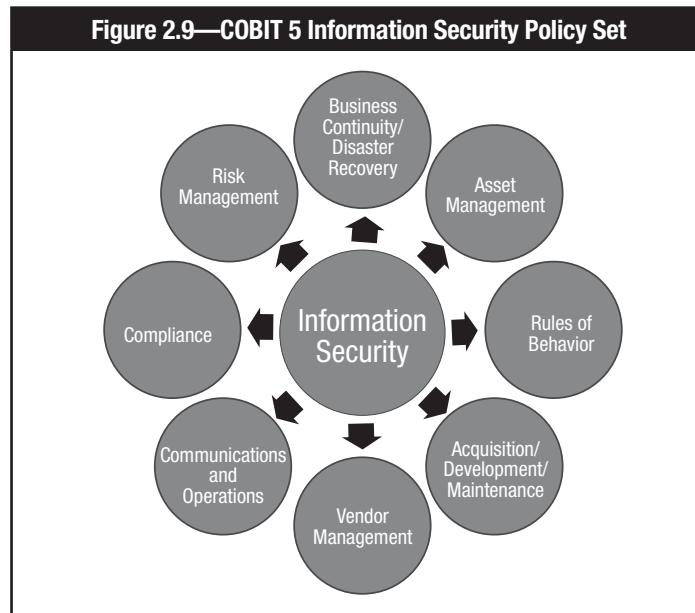 Figure 2.9—COBIT 5 Information Security Policy Set
Business
Continuity/
Disaster
Recovery
Risk
Management
Asset
Management
Compliance
Information
Security
Rules of
Behavior
Communications
and
Operations
Acquisition/
Development/
Maintenance
Vendor
Management